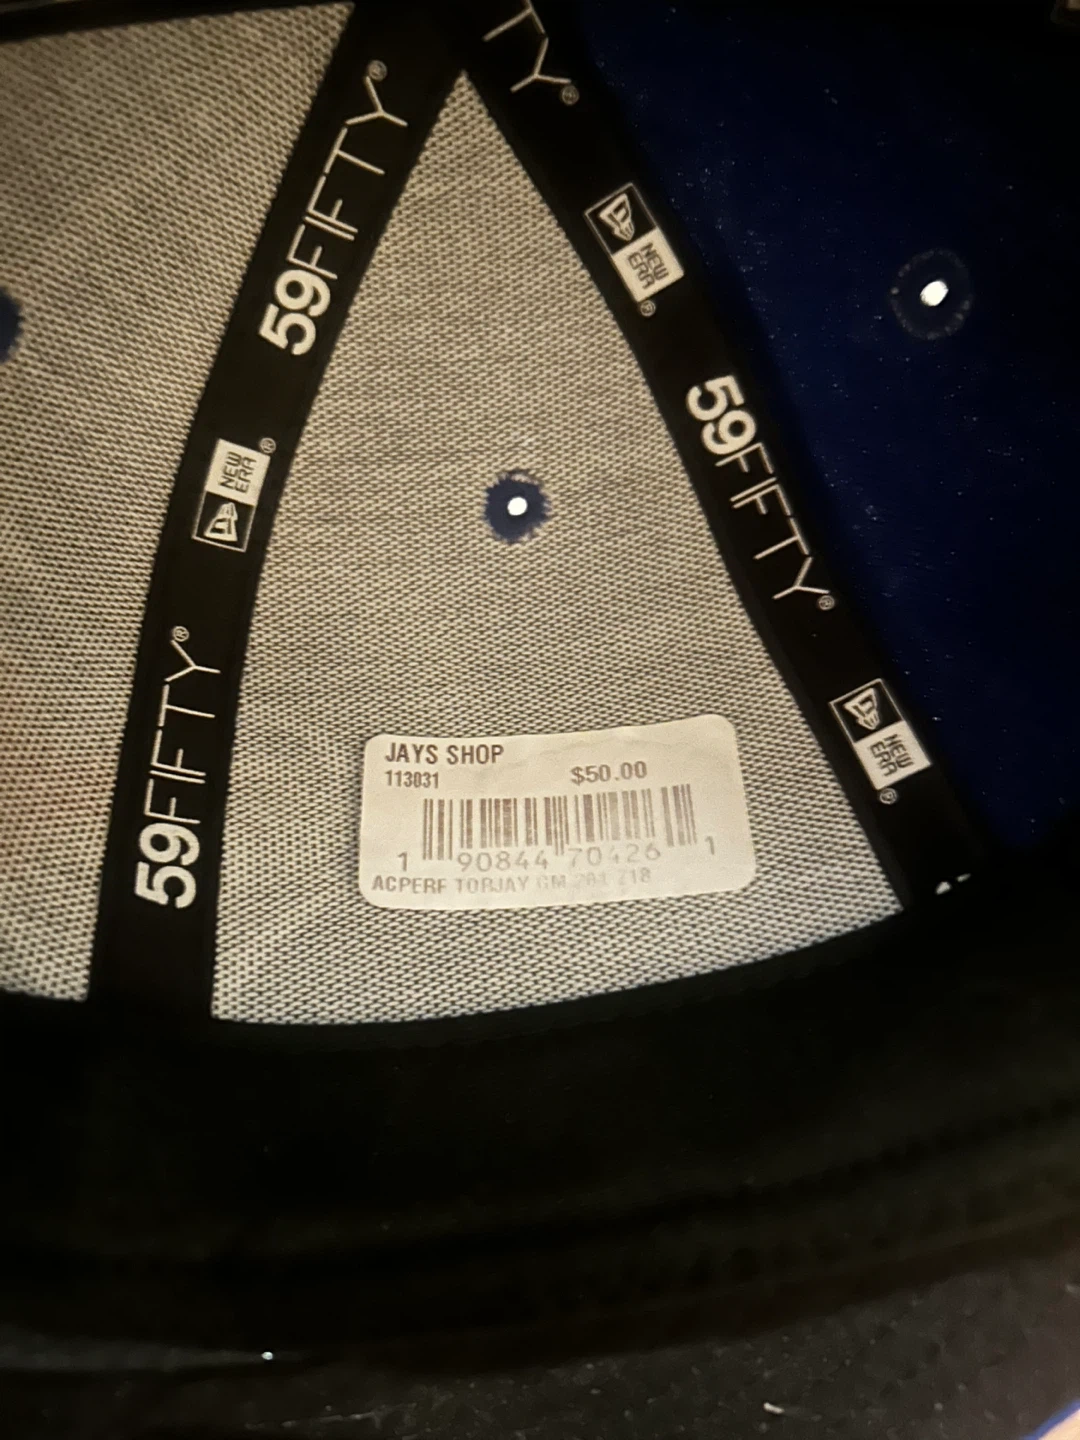 TY®
59FIFTY®
NEW
ERA
®
59FIFTY®
NEW
ERA
®
59FIFTY®
NEW
ERA
®
JAYS SHOP
113031 $50.00
1 90844 70426 1
ACPERF TORJAY GM